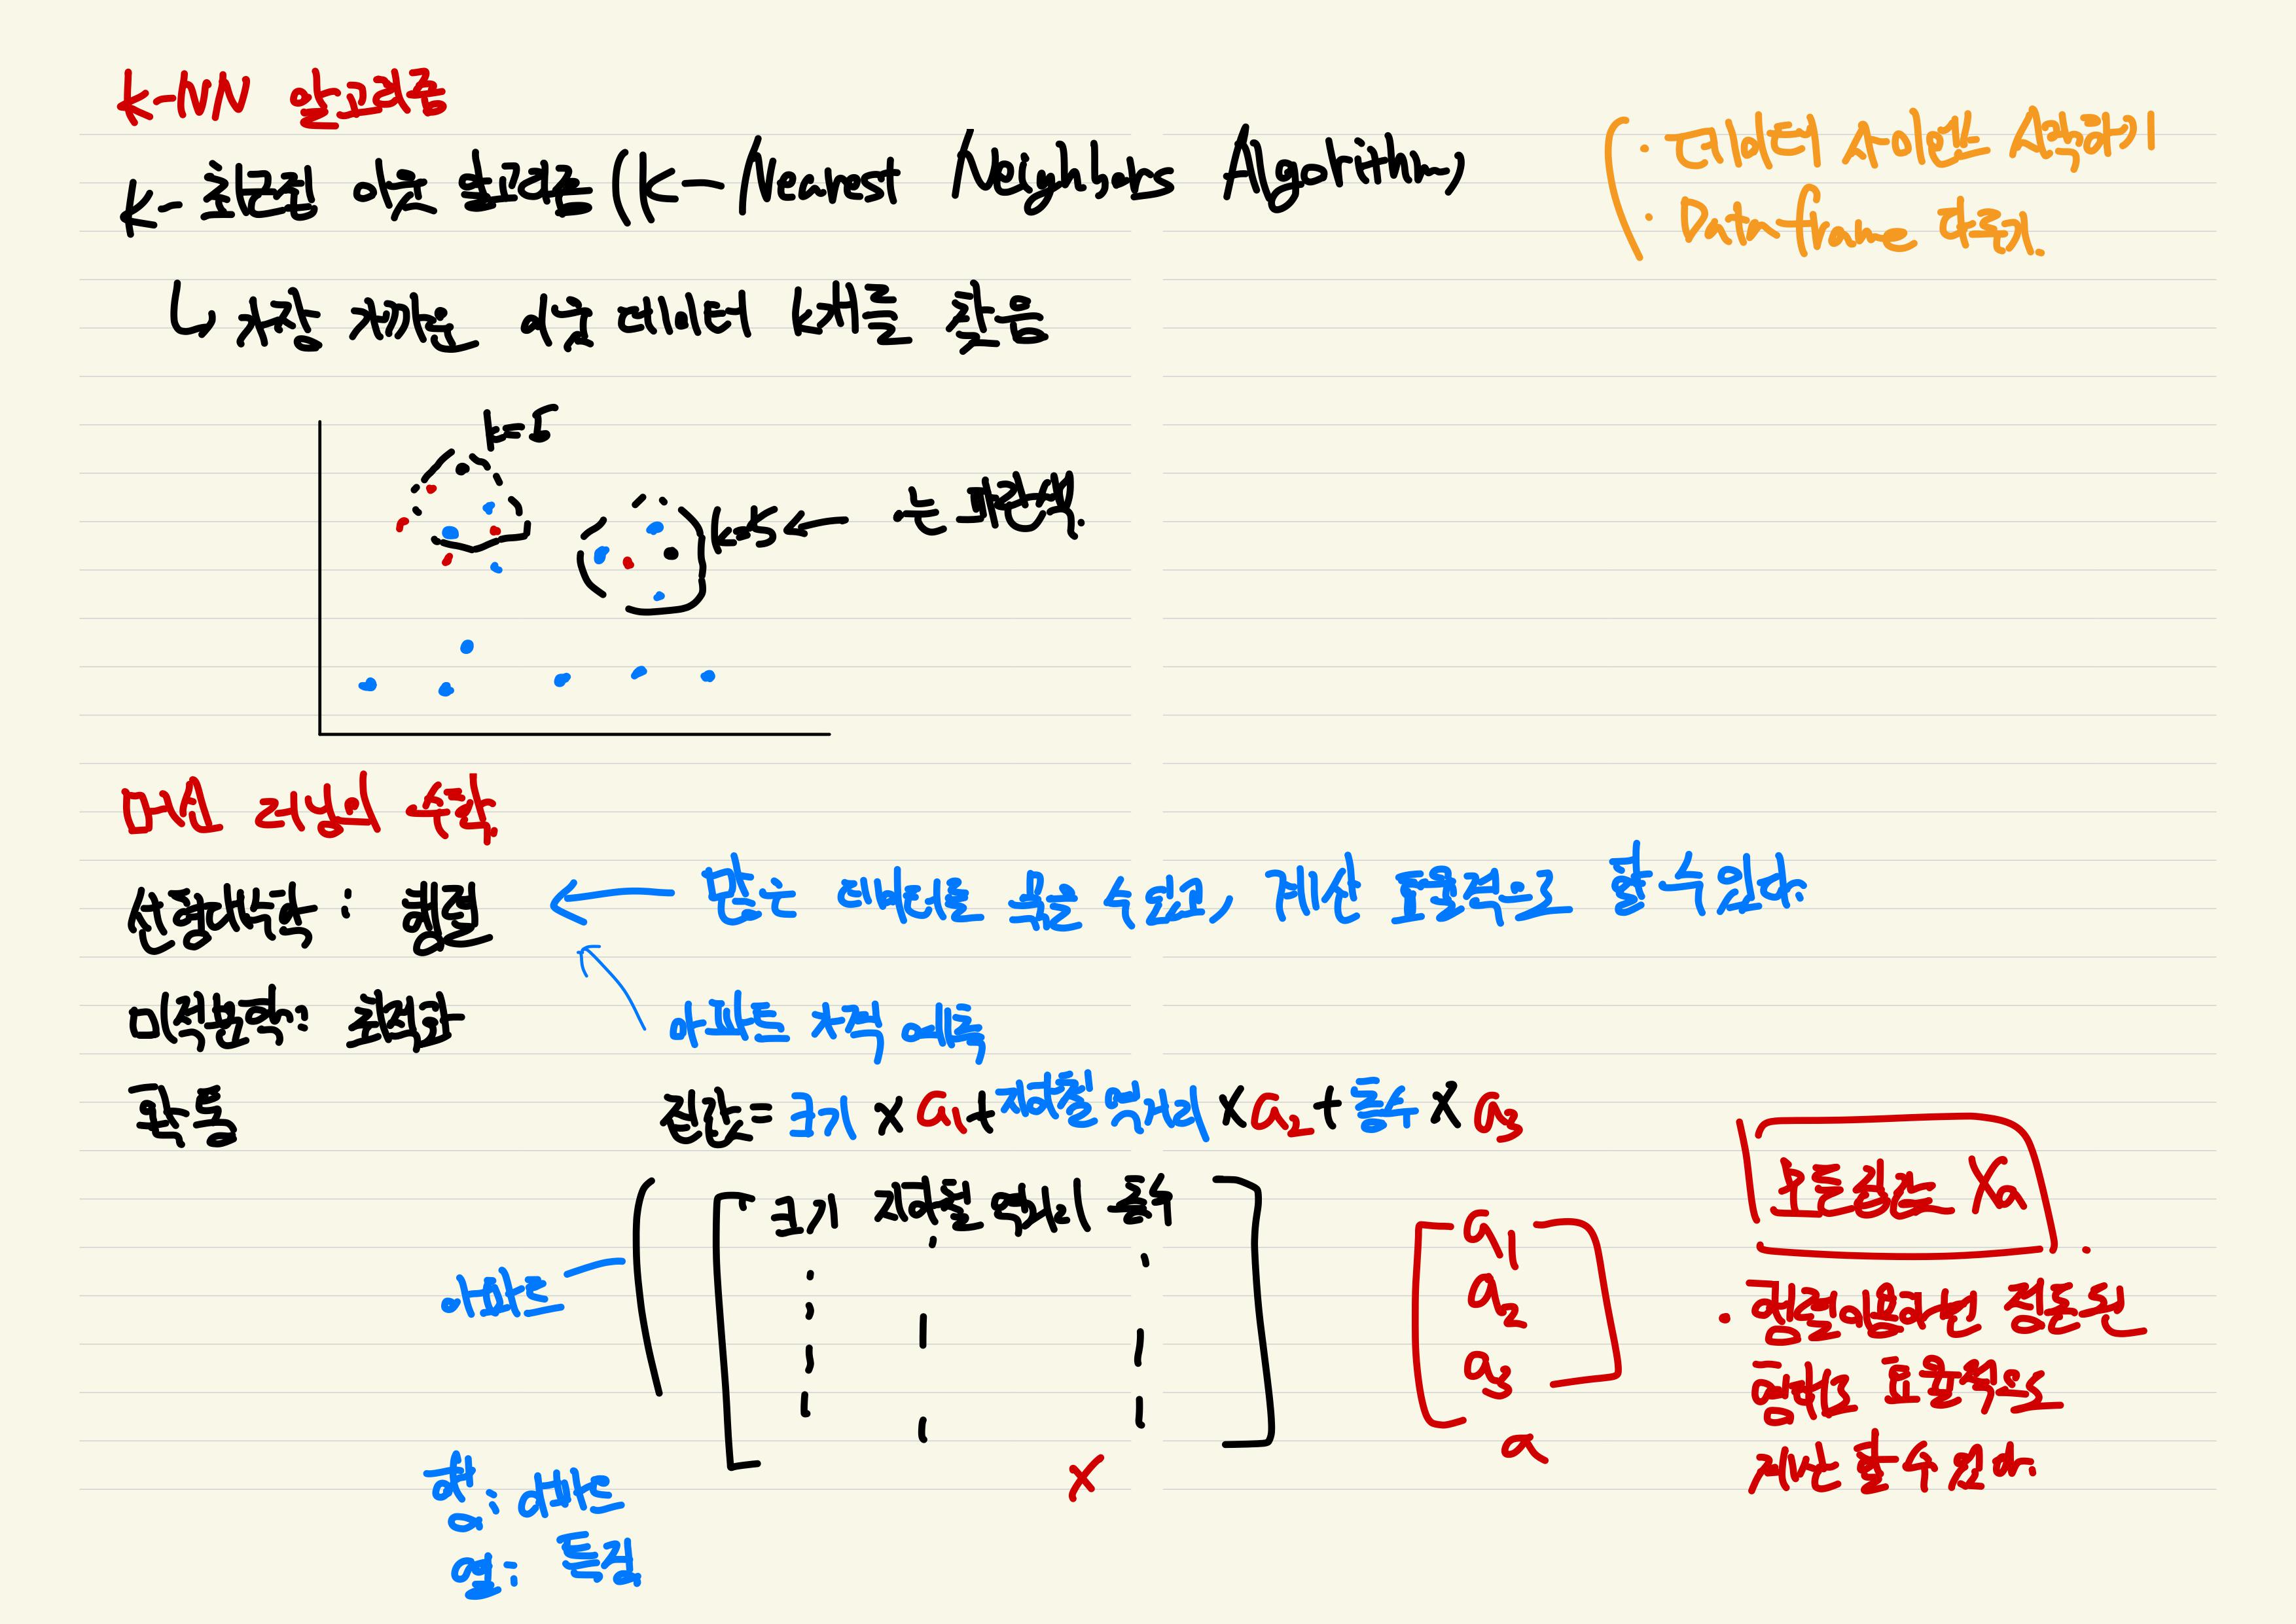 k-NN 알고리즘
k- 최근접 이웃 알고리즘 (k-Nearest Neighbors Algorithm)
· 데이터 사이언스 시작하기
· Dataframe 다루기.
↳ 가장 가까운 이웃 데이터 k개를 찾음
k=5
k=5 ← 는 파란색.
머신 러닝의 수학
선형대수학 : 행렬 ← 많은 데이터를 묶을 수 있고, 계산 효율적으로 할 수 있다.
미적분학 : 최적화
아파트 가격 예측
확률
집값 = 크기 x a1 + 지하철역거리 x a2 + 층수 x a3
크기 지하철 역거리 층수
모든집값은 Xa
아파트
a1
a2
a3
X
a
· 행렬이용하면 정돈된
형태로 효율적으로
계산 할 수 있다.
행 : 아파트
열 : 특징